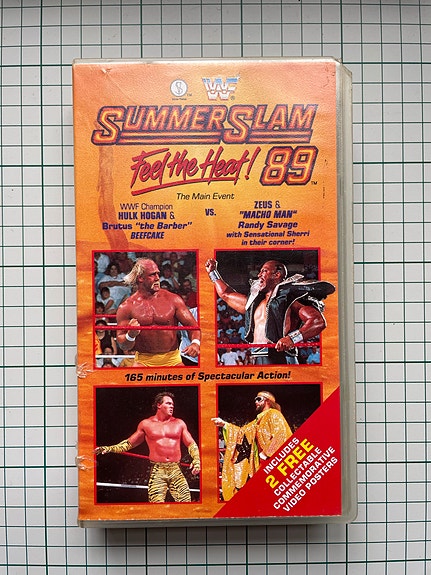 WF
SUMMERSLAM
Feel the Heat! 89™
The Main Event
WWF Champion
HULK HOGAN &
Brutus "the Barber"
BEEFCAKE
vs.
ZEUS &
"MACHO MAN"
Randy Savage
with Sensational Sherri
in their corner!
165 minutes of Spectacular Action!
INCLUDES
2 FREE
COLLECTABLE
COMMEMORATIVE
VIDEO POSTERS